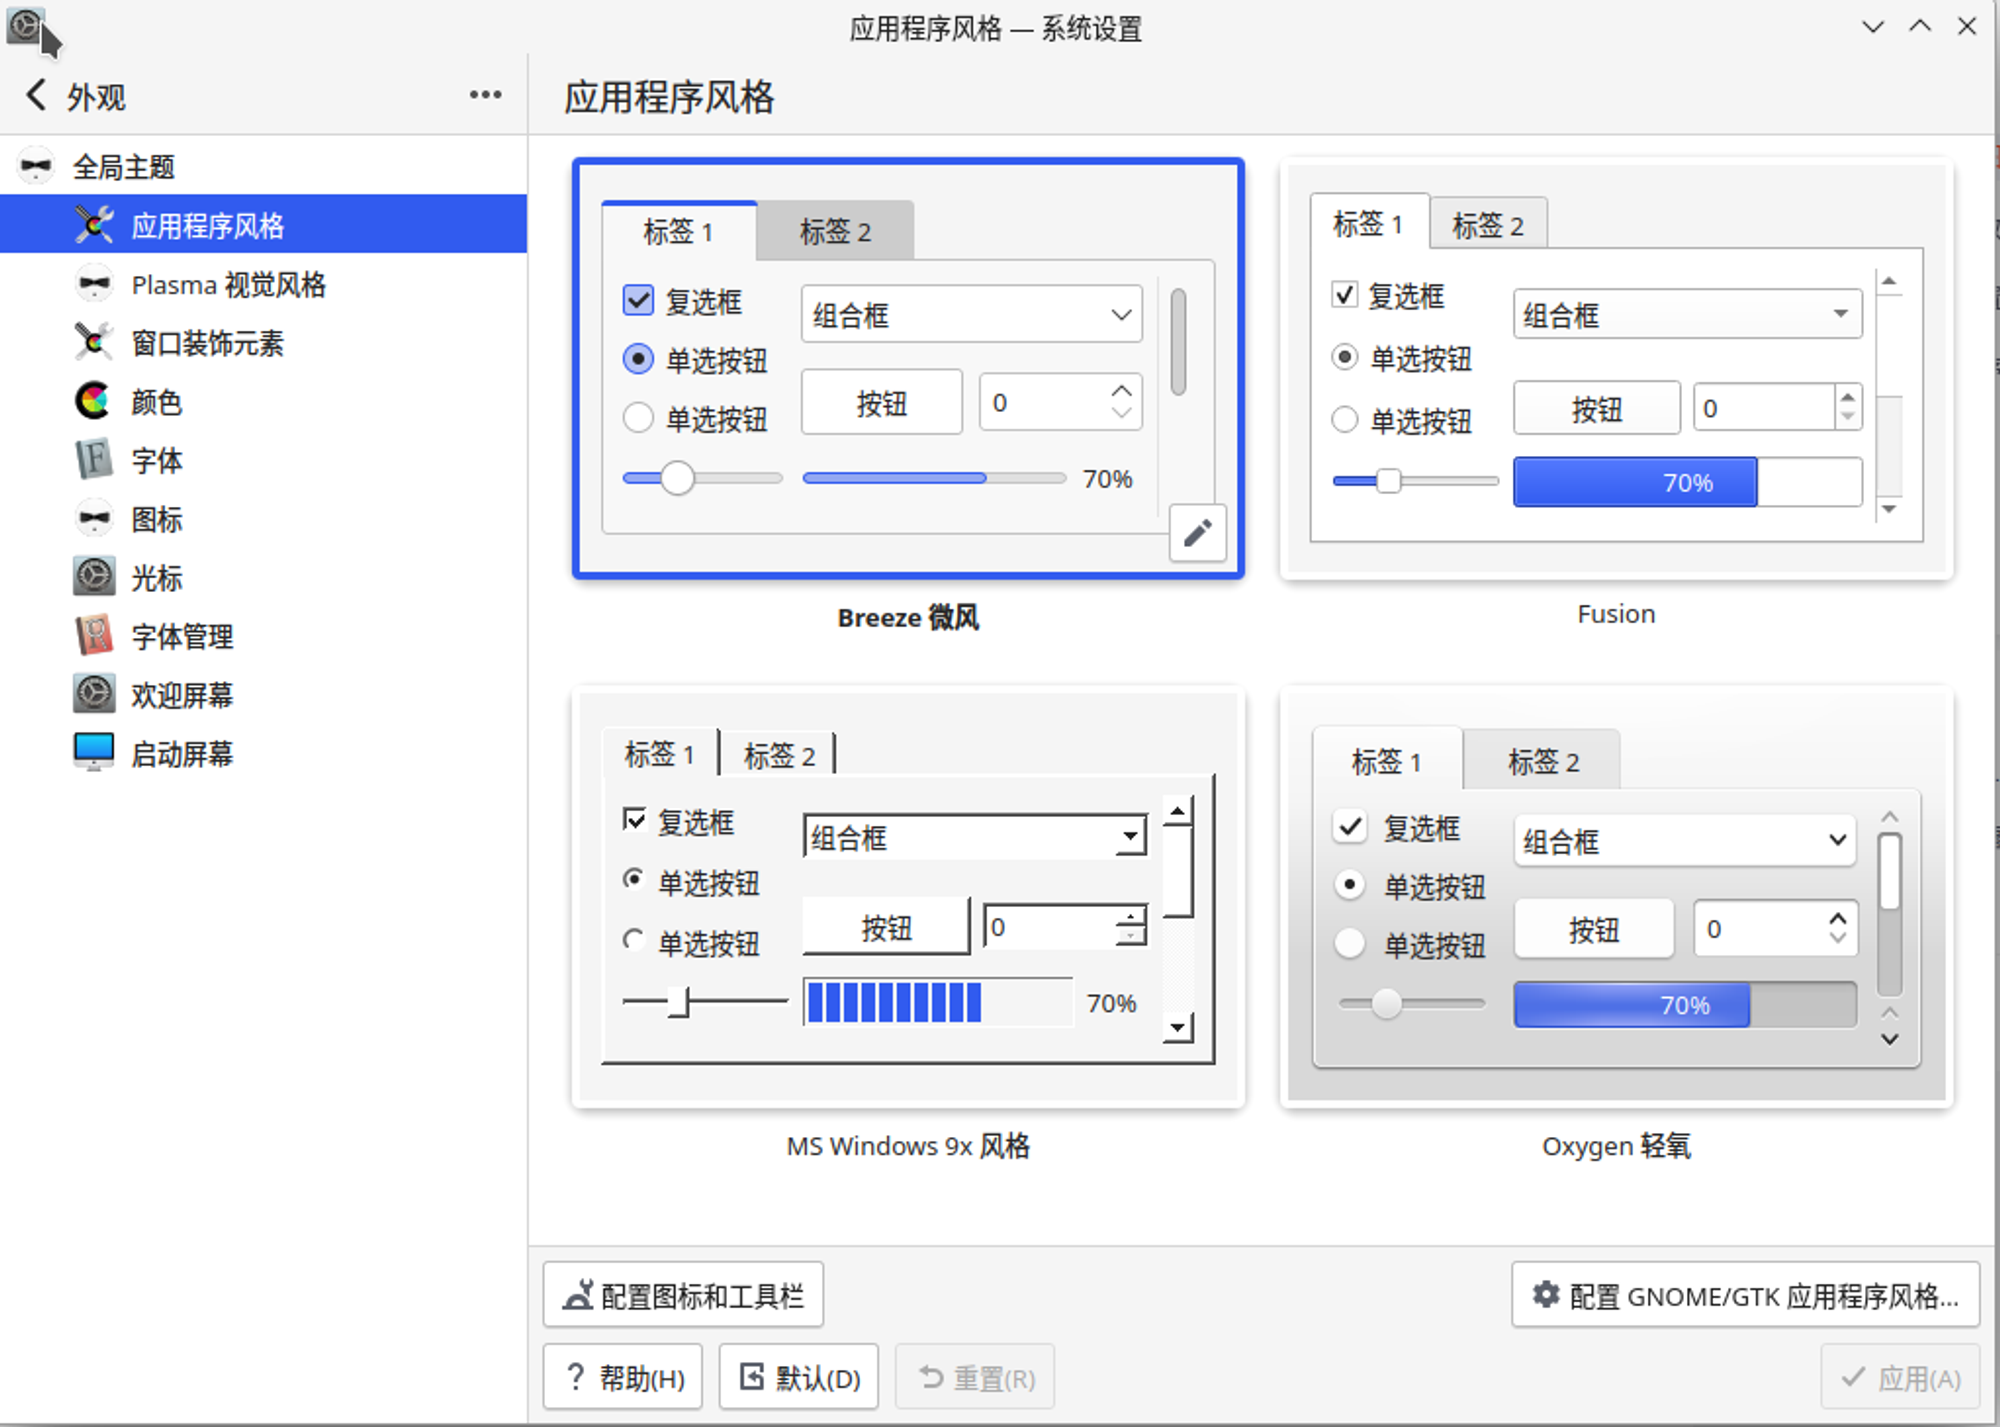 应用程序风格 — 系统设置
外观
应用程序风格
全局主题
应用程序风格
Plasma 视觉风格
窗口装饰元素
颜色
字体
图标
光标
字体管理
欢迎屏幕
启动屏幕
标签 1
标签 2
复选框
组合框
单选按钮
按钮
0
单选按钮
70%
Breeze 微风
标签 1
标签 2
复选框
组合框
单选按钮
按钮
0
单选按钮
70%
Fusion
标签 1
标签 2
复选框
组合框
单选按钮
按钮
0
单选按钮
70%
MS Windows 9x 风格
标签 1
标签 2
复选框
组合框
单选按钮
按钮
0
单选按钮
70%
Oxygen 轻氧
配置图标和工具栏
配置 GNOME/GTK 应用程序风格...
帮助(H)
默认(D)
重置(R)
应用(A)